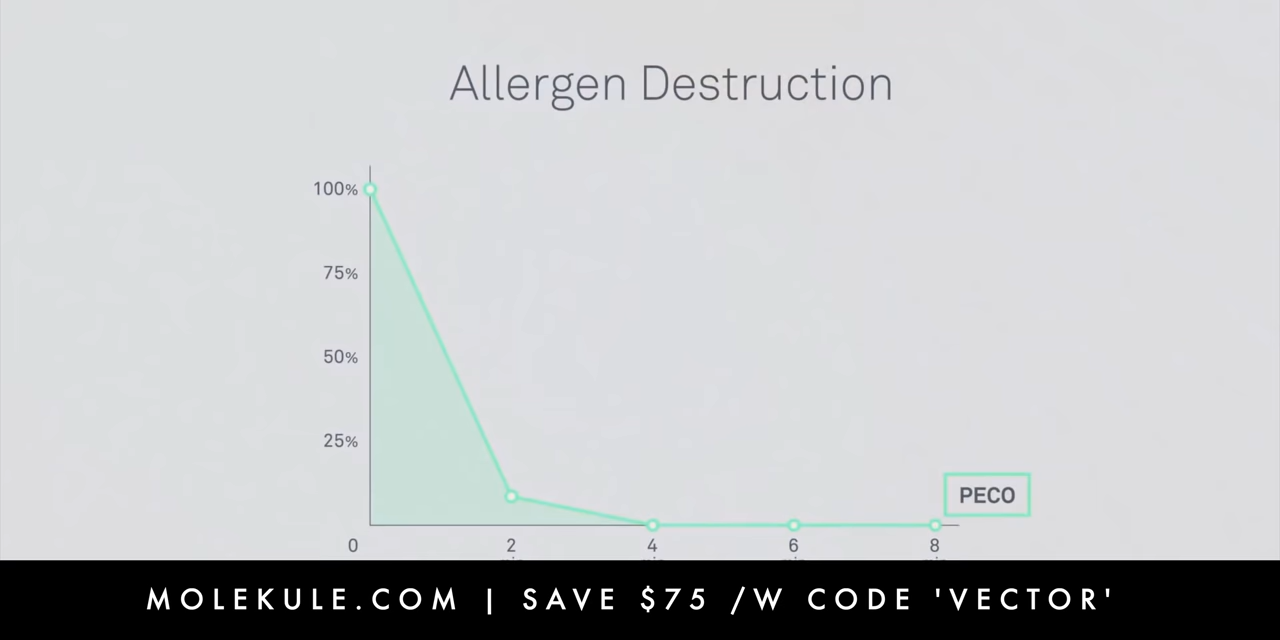 Allergen Destruction
100%
75%
50%
25%
PECO
0 2 4 6 8
MOLEKULE.COM | SAVE $75 /W CODE 'VECTOR'